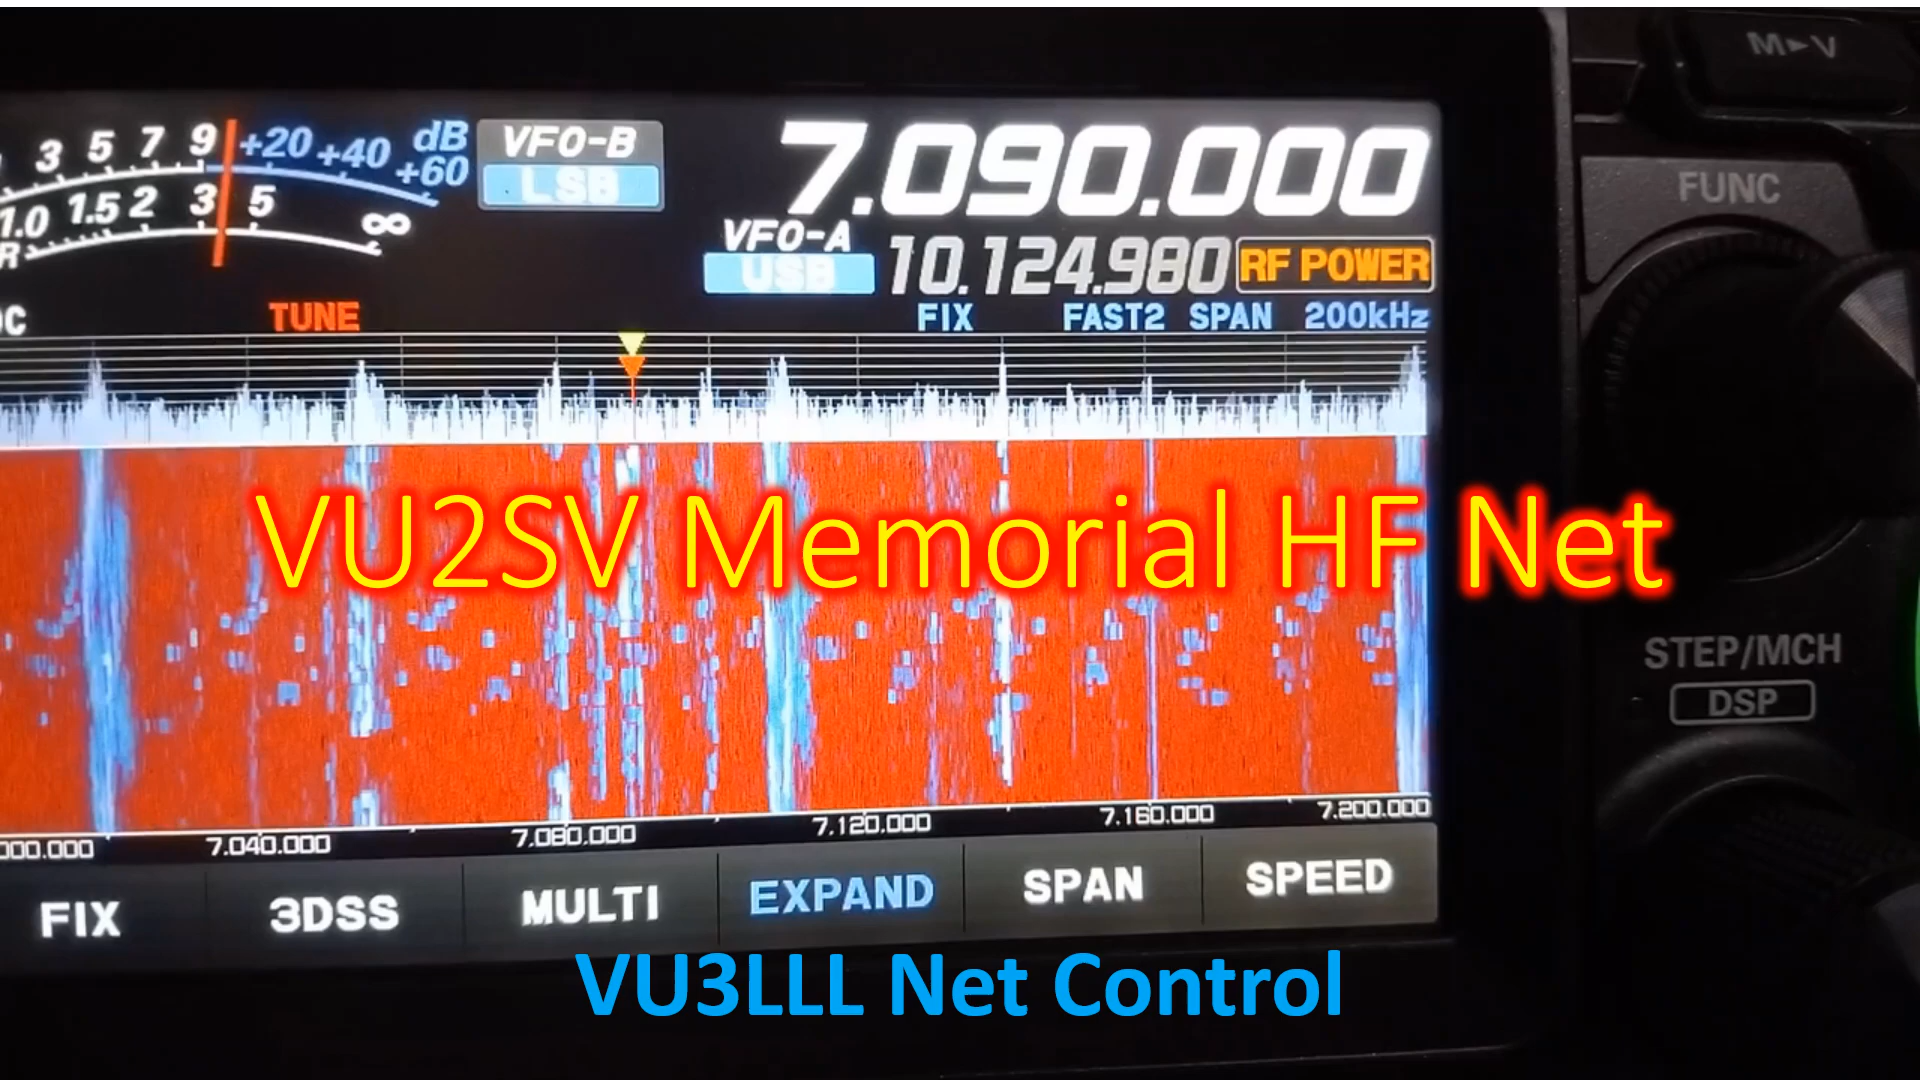 M►V
3 5 7 9 +20 +40 +60 dB
VFO-B
LSB
7.090.000
FUNC
1.0 1.5 2 3 5 ∞
VFO-A
USB
10.124.980
RF POWER
TUNE
FIX FAST2 SPAN 200kHz
VU2SV Memorial HF Net
STEP/MCH
DSP
7.040.000 7.080.000 7.120.000 7.160.000 7.200.000
FIX 3DSS MULTI EXPAND SPAN SPEED
VU3LLL Net Control